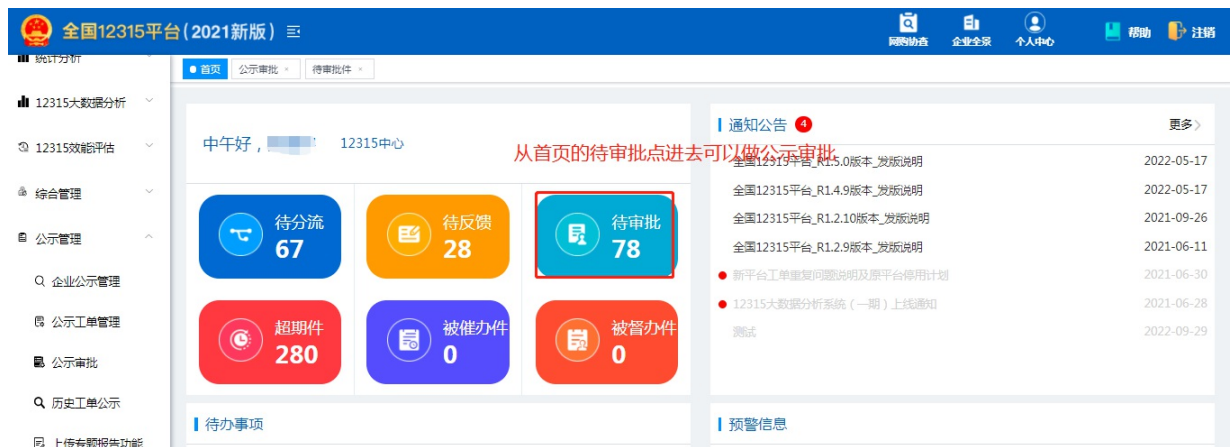 全国12315平台(2021新版)
网购协查
企业全景
个人中心
帮助
注销
统计分析
12315大数据分析
12315效能评估
综合管理
公示管理
企业公示管理
公示工单管理
公示审批
历史工单公示
上传专题报告功能
首页
公示审批 ×
待审批件 ×
中午好，
12315中心
从首页的待审批点进去可以做公示审批
待分流
67
待反馈
28
待审批
78
超期件
280
被催办件
0
被督办件
0
待办事项
通知公告 4
更多
全国12315平台_R1.5.0版本_发版说明 2022-05-17
全国12315平台_R1.4.9版本_发版说明 2022-05-17
全国12315平台_R1.2.10版本_发版说明 2021-09-26
全国12315平台_R1.2.9版本_发版说明 2021-06-11
新平台工单重复问题说明及原平台停用计划 2021-06-30
12315大数据分析系统（一期）上线通知 2021-06-28
测试 2022-09-29
预警信息